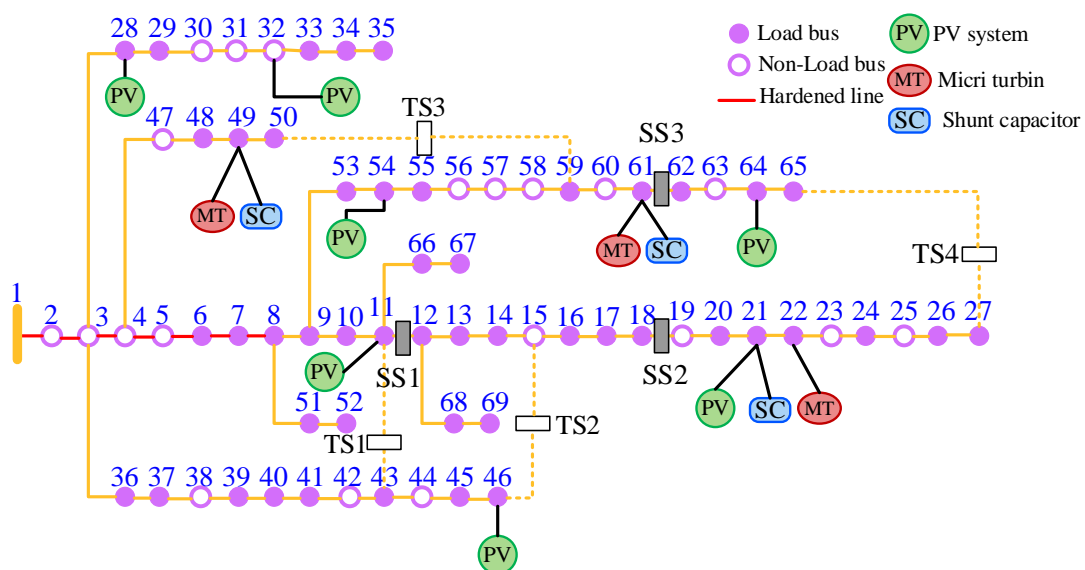 28 29 30 31 32 33 34 35
Load bus
PV PV system
Non-Load bus
MT Micri turbin
Hardened line
SC Shunt capacitor
PV PV
47 48 49 50
TS3
SS3
53 54 55 56 57 58 59 60 61 62 63 64 65
MT SC
PV MT SC PV
66 67
TS4
1
2 3 4 5 6 7 8 9 10 11 12 13 14 15 16 17 18 19 20 21 22 23 24 25 26 27
PV SS1 SS2
51 52 68 69
PV SC MT
TS1 TS2
36 37 38 39 40 41 42 43 44 45 46
PV